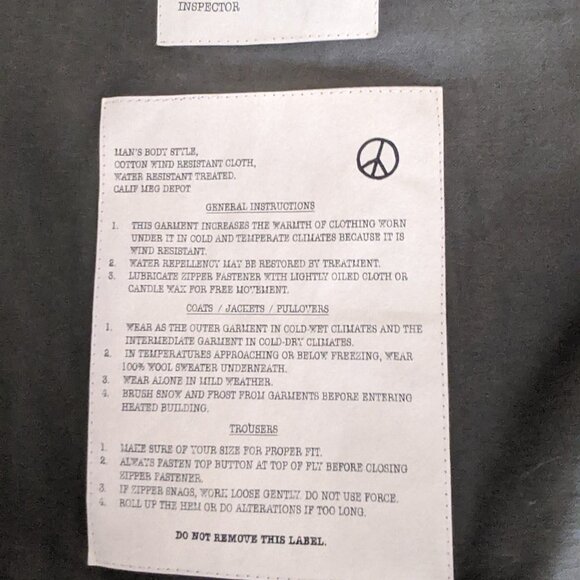 INSPECTOR
MAN'S BODY STYLE,
COTTON WIND RESISTANT CLOTH,
WATER RESISTANT TREATED.
CALIF MEG DEPOT
GENERAL INSTRUCTIONS
1. THIS GARMENT INCREASES THE WARMTH OF CLOTHING WORN
UNDER IT IN COLD AND TEMPERATE CLIMATES BECAUSE IT IS
WIND RESISTANT.
2. WATER REPELLENCY MAY BE RESTORED BY TREATMENT.
3. LUBRICATE ZIPPER FASTENER WITH LIGHTLY OILED CLOTH OR
CANDLE WAX FOR FREE MOVEMENT.
COATS / JACKETS / PULLOVERS
1. WEAR AS THE OUTER GARMENT IN COLD-WET CLIMATES AND THE
INTERMEDIATE GARMENT IN COLD-DRY CLIMATES.
2. IN TEMPERATURES APPROACHING OR BELOW FREEZING, WEAR
100% WOOL SWEATER UNDERNEATH.
3. WEAR ALONE IN MILD WEATHER.
4. BRUSH SNOW AND FROST FROM GARMENTS BEFORE ENTERING
HEATED BUILDING.
TROUSERS
1. MAKE SURE OF YOUR SIZE FOR PROPER FIT.
2. ALWAYS FASTEN TOP BUTTON AT TOP OF FLY BEFORE CLOSING
ZIPPER FASTENER.
3. IF ZIPPER SNAGS, WORK LOOSE GENTLY. DO NOT USE FORCE.
4. ROLL UP THE HEM OR DO ALTERATIONS IF TOO LONG.
DO NOT REMOVE THIS LABEL.